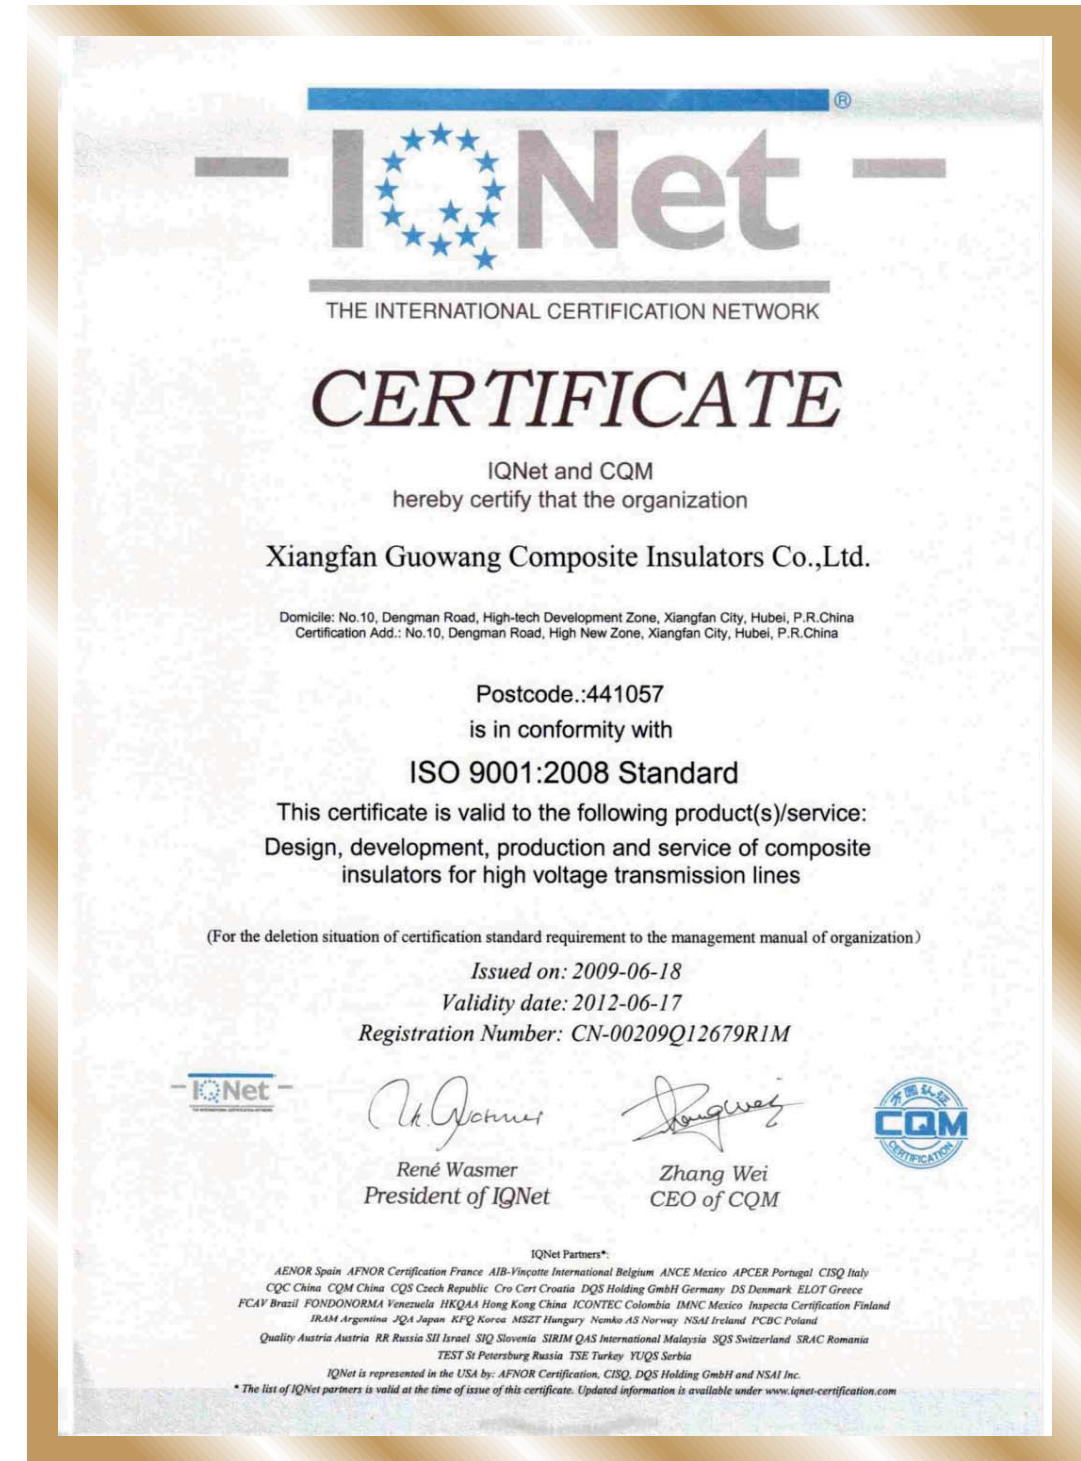 IQNet ®
THE INTERNATIONAL CERTIFICATION NETWORK
CERTIFICATE
IQNet and CQM
hereby certify that the organization
Xiangfan Guowang Composite Insulators Co.,Ltd.
Domicile: No.10, Dengman Road, High-tech Development Zone, Xiangfan City, Hubei, P.R.China
Certification Add.: No.10, Dengman Road, High New Zone, Xiangfan City, Hubei, P.R.China
Postcode.:441057
is in conformity with
ISO 9001:2008 Standard
This certificate is valid to the following product(s)/service:
Design, development, production and service of composite
insulators for high voltage transmission lines
(For the deletion situation of certification standard requirement to the management manual of organization)
Issued on: 2009-06-18
Validity date: 2012-06-17
Registration Number: CN-00209Q12679R1M
IQNet
方圆认证
CQM
CERTIFICATION
René Wasmer
President of IQNet
Zhang Wei
CEO of CQM
IQNet Partners*:
AENOR Spain AFNOR Certification France AIB-Vinçotte International Belgium ANCE Mexico APCER Portugal CISQ Italy
CQC China CQM China CQS Czech Republic Cro Cert Croatia DQS Holding GmbH Germany DS Denmark ELOT Greece
FCAV Brazil FONDONORMA Venezuela HKQAA Hong Kong China ICONTEC Colombia IMNC Mexico Inspecta Certification Finland
IRAM Argentina JQA Japan KFQ Korea MSZT Hungary Nemko AS Norway NSAI Ireland PCBC Poland
Quality Austria Austria RR Russia SII Israel SIQ Slovenia SIRIM QAS International Malaysia SQS Switzerland SRAC Romania
TEST St Petersburg Russia TSE Turkey YUQS Serbia
IQNet is represented in the USA by: AFNOR Certification, CISQ, DQS Holding GmbH and NSAI Inc.
* The list of IQNet partners is valid at the time of issue of this certificate. Updated information is available under www.iqnet-certification.com